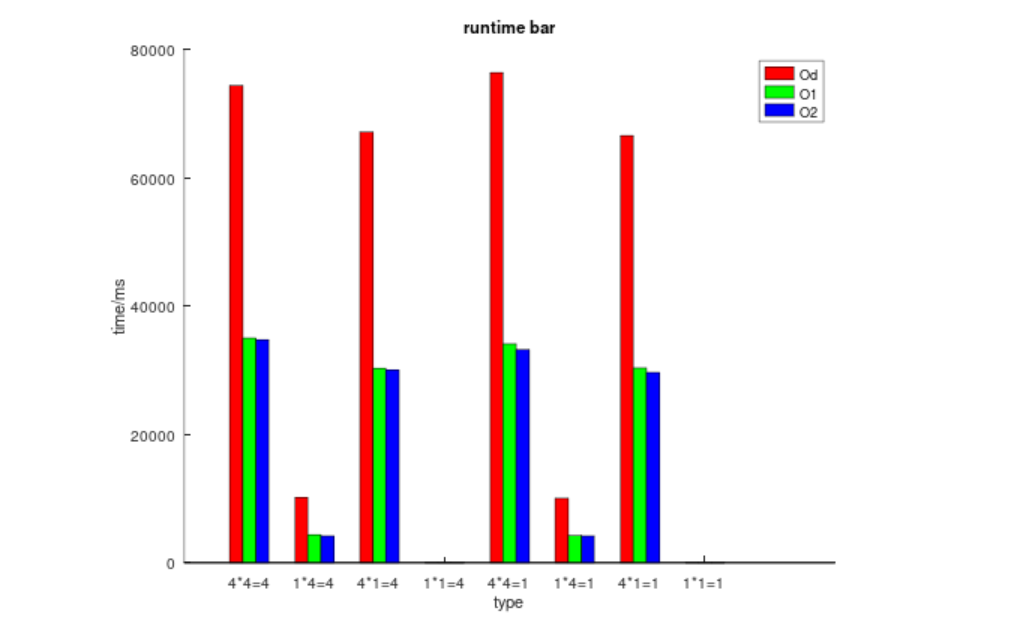 runtime bar
80000
60000
40000
20000
0
time/ms
Od
O1
O2
4*4=4 1*4=4 4*1=4 1*1=4 4*4=1 1*4=1 4*1=1 1*1=1
type